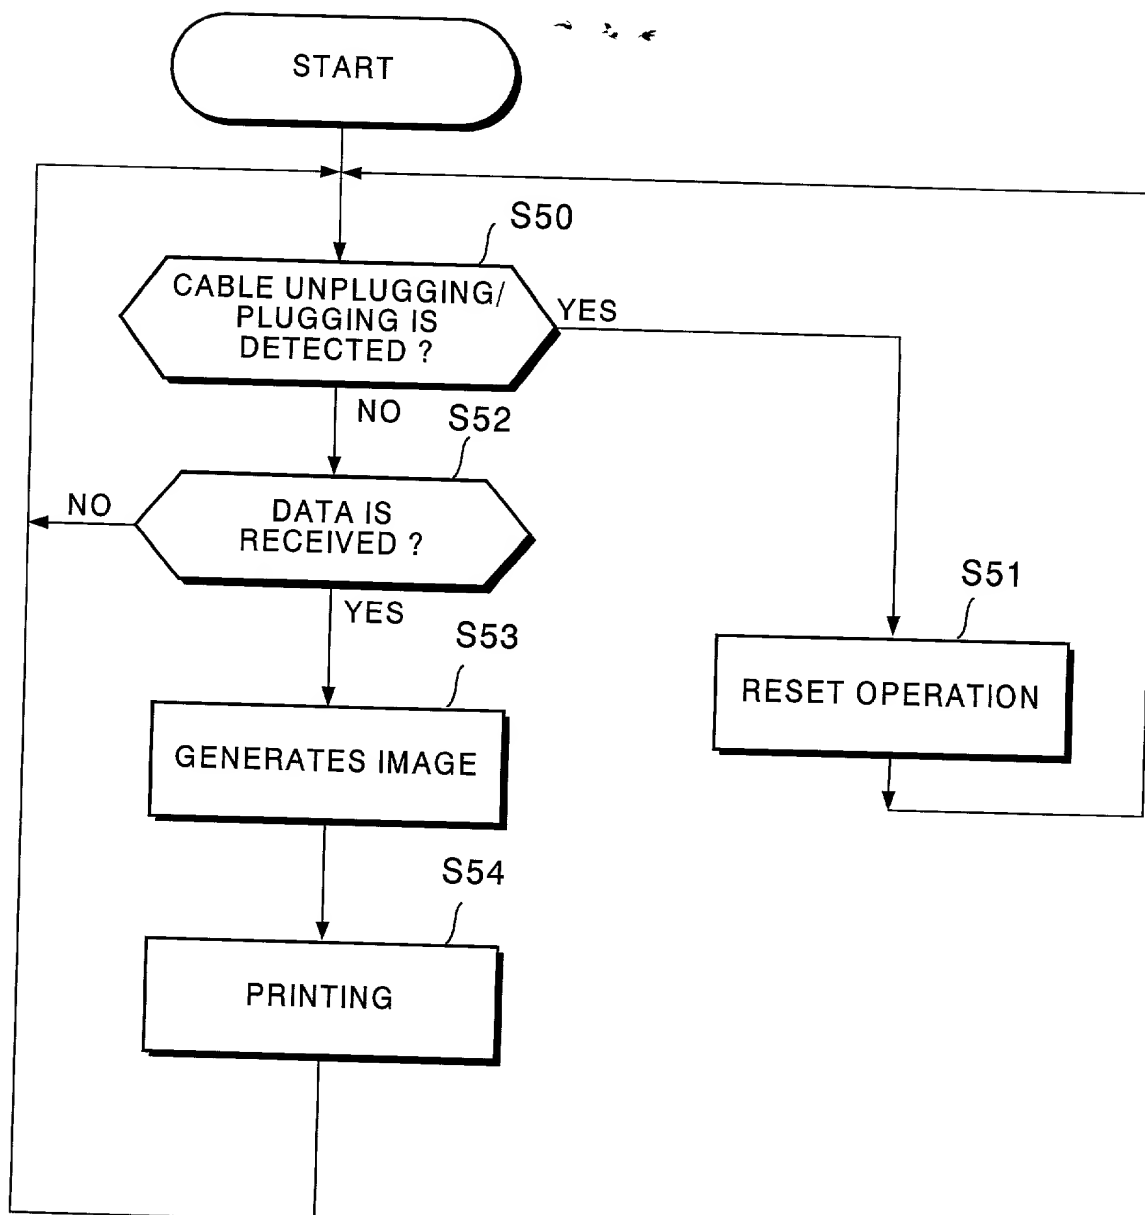 START
S50
CABLE UNPLUGGING/
PLUGGING IS
DETECTED ?
YES
NO
S52
DATA IS
RECEIVED ?
NO
YES
S51
RESET OPERATION
S53
GENERATES IMAGE
S54
PRINTING